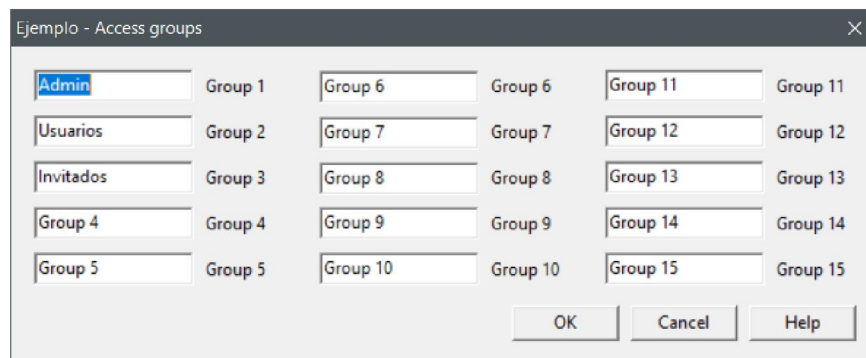 Ejemplo - Access groups
Admin Group 1 Group 6 Group 6 Group 11 Group 11
Usuarios Group 2 Group 7 Group 7 Group 12 Group 12
Invitados Group 3 Group 8 Group 8 Group 13 Group 13
Group 4 Group 4 Group 9 Group 9 Group 14 Group 14
Group 5 Group 5 Group 10 Group 10 Group 15 Group 15
OK Cancel Help